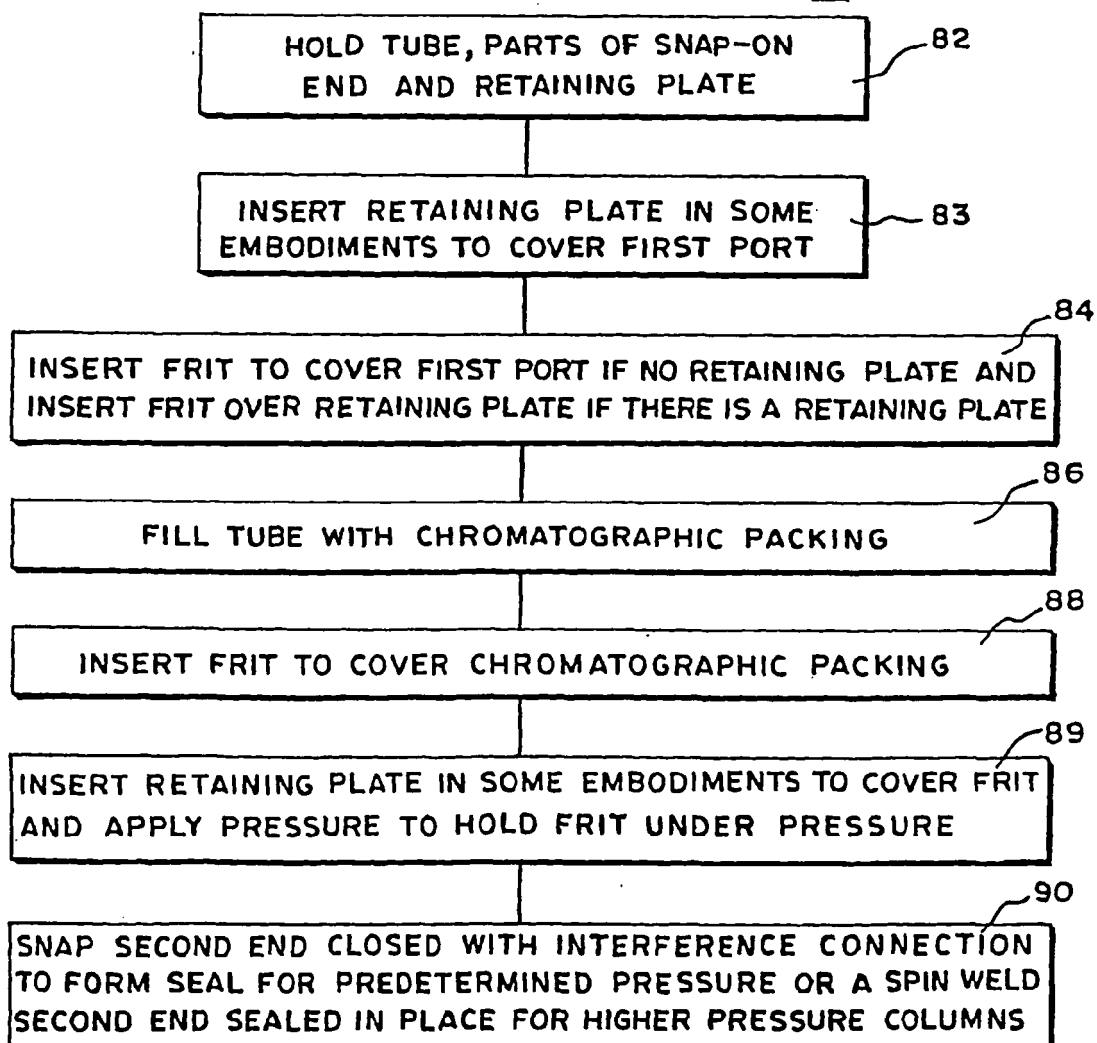 HOLD TUBE, PARTS OF SNAP-ON
END AND RETAINING PLATE
82
INSERT RETAINING PLATE IN SOME
EMBODIMENTS TO COVER FIRST PORT
83
84
INSERT FRIT TO COVER FIRST PORT IF NO RETAINING PLATE AND
INSERT FRIT OVER RETAINING PLATE IF THERE IS A RETAINING PLATE
86
FILL TUBE WITH CHROMATOGRAPHIC PACKING
88
INSERT FRIT TO COVER CHROMATOGRAPHIC PACKING
89
INSERT RETAINING PLATE IN SOME EMBODIMENTS TO COVER FRIT
AND APPLY PRESSURE TO HOLD FRIT UNDER PRESSURE
90
SNAP SECOND END CLOSED WITH INTERFERENCE CONNECTION
TO FORM SEAL FOR PREDETERMINED PRESSURE OR A SPIN WELD
SECOND END SEALED IN PLACE FOR HIGHER PRESSURE COLUMNS